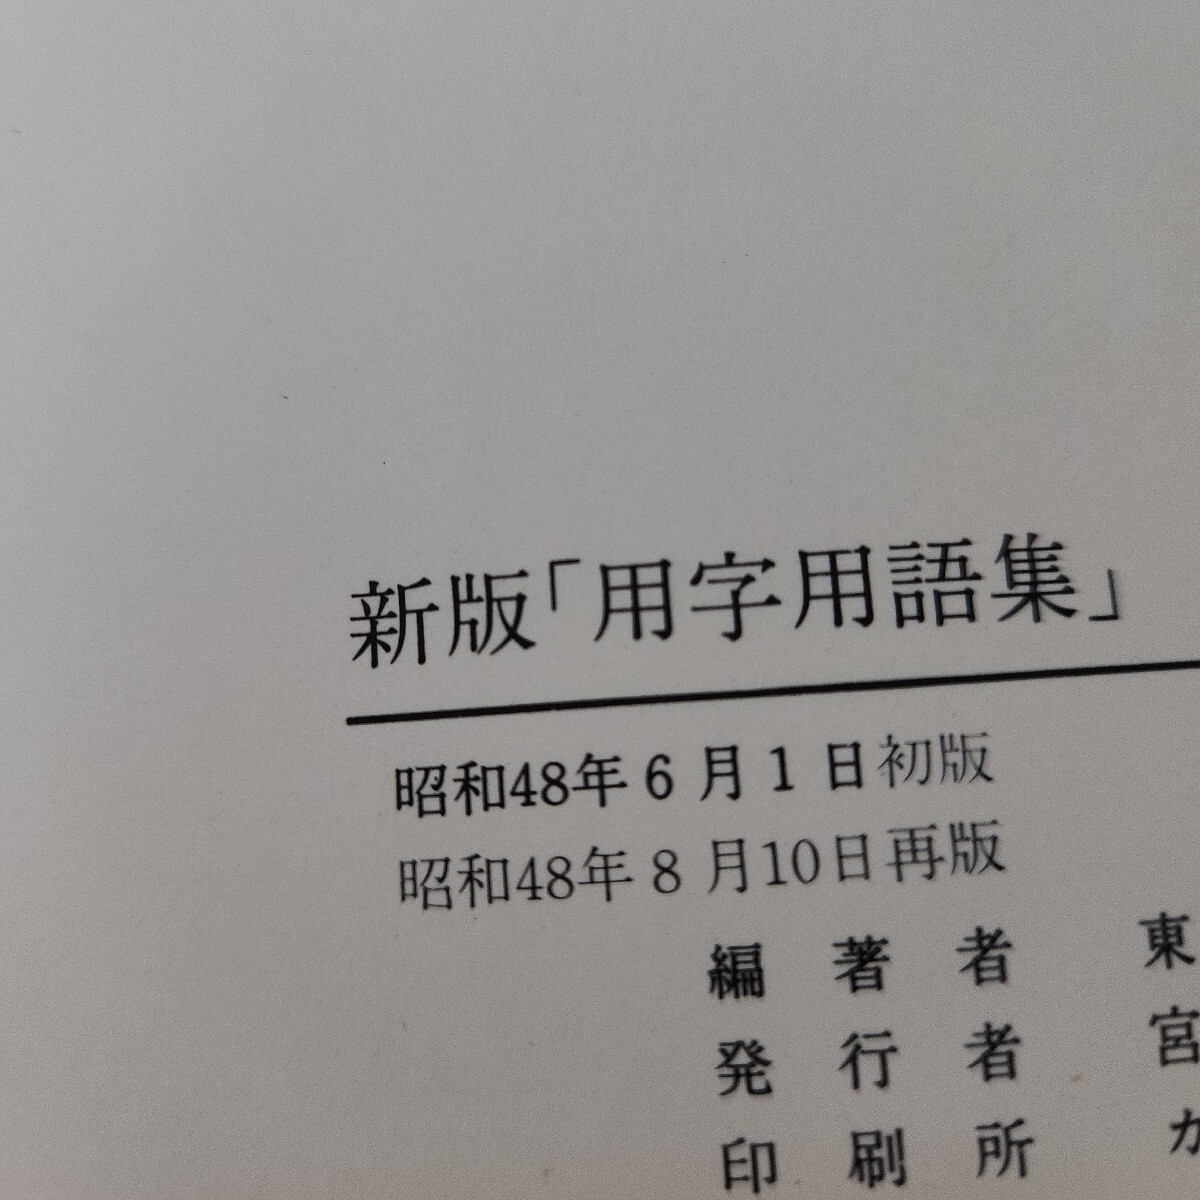 新版「用字用語集」
昭和48年6月1日初版
昭和48年8月10日再版
編著者 東
発行者 宮
印刷所 カ